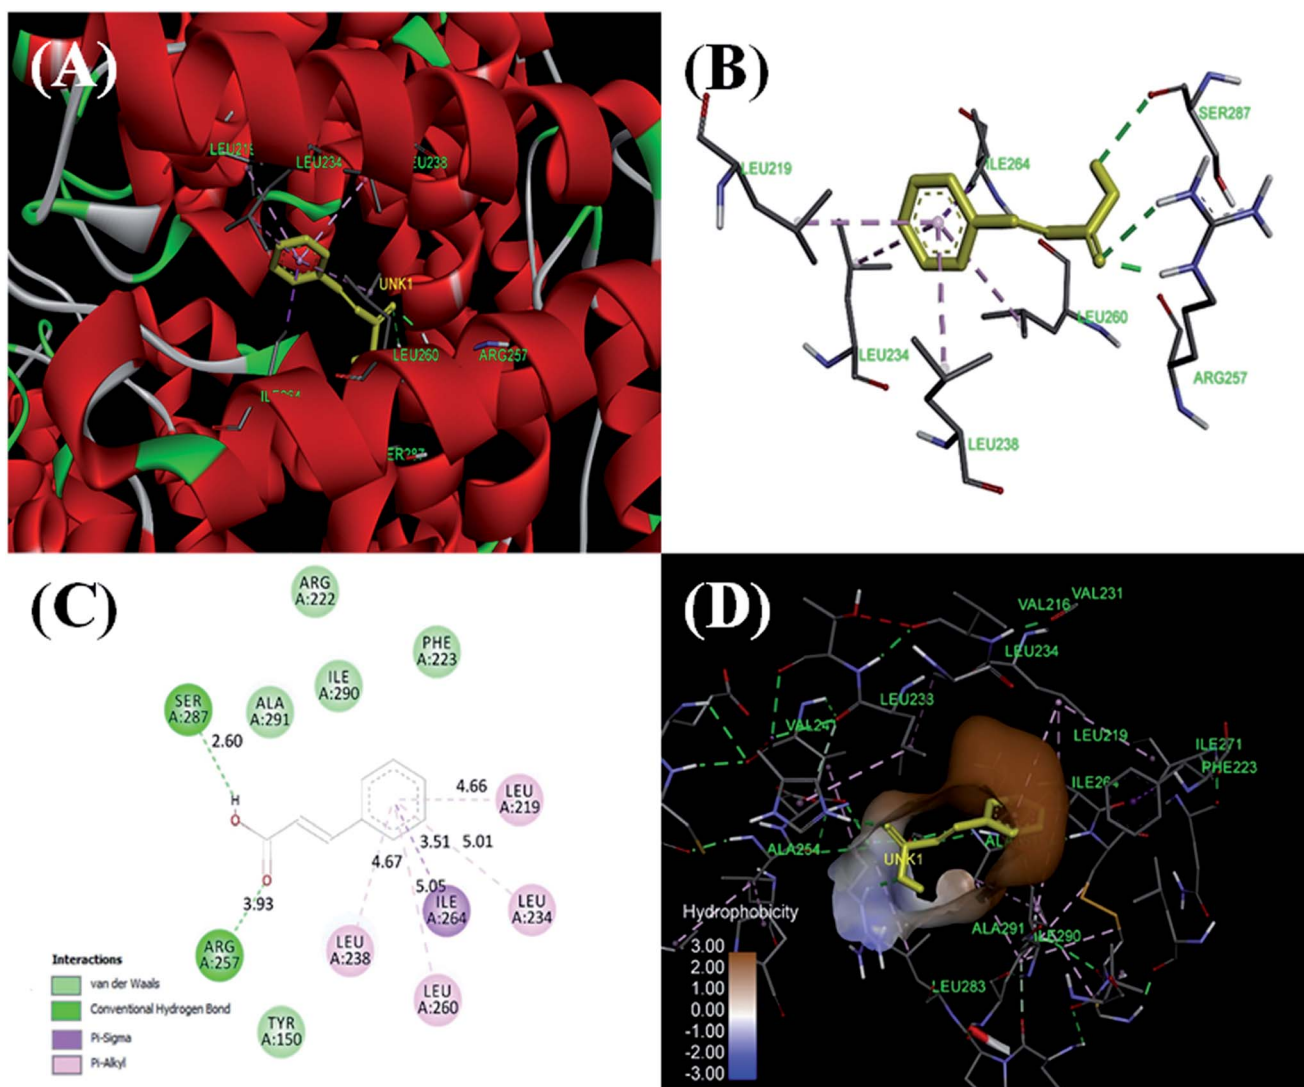 (A)
LEU219
LEU234
LEU238
UNK1
LEU260
ARG257
(B)
SER287
LEU219
ILE264
LEU260
LEU234
ARG257
LEU238
(C)
ARG
A:222
PHE
A:223
ILE
A:290
SER
A:287
ALA
A:291
2.60
H
O
4.66
LEU
A:219
3.51
5.01
4.67
5.05
O
3.93
ILE
A:264
LEU
A:234
ARG
A:257
LEU
A:238
LEU
A:260
TYR
A:150
Interactions
van der Waals
Conventional Hydrogen Bond
Pi-Sigma
Pi-Alkyl
(D)
VAL231
VAL216
LEU234
LEU219
ILE271
PHE223
ILE26
ALA254
UNK1
Hydrophobicity
3.00
2.00
1.00
0.00
-1.00
-2.00
-3.00
ALA291
ILE290
LEU283